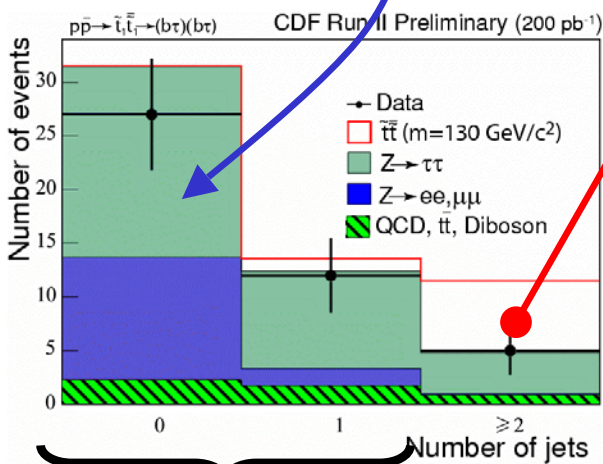 pp̄→ t̃₁t̃̄₁→(bτ)(bτ) CDF Run II Preliminary (200 pb⁻¹)
Number of events
30
25
20
15
10
5
0
Data
t̃t̃̄ (m=130 GeV/c²)
Z→ττ
Z→ee,μμ
QCD, tt̄, Diboson
0 1 ≥2
Number of jets